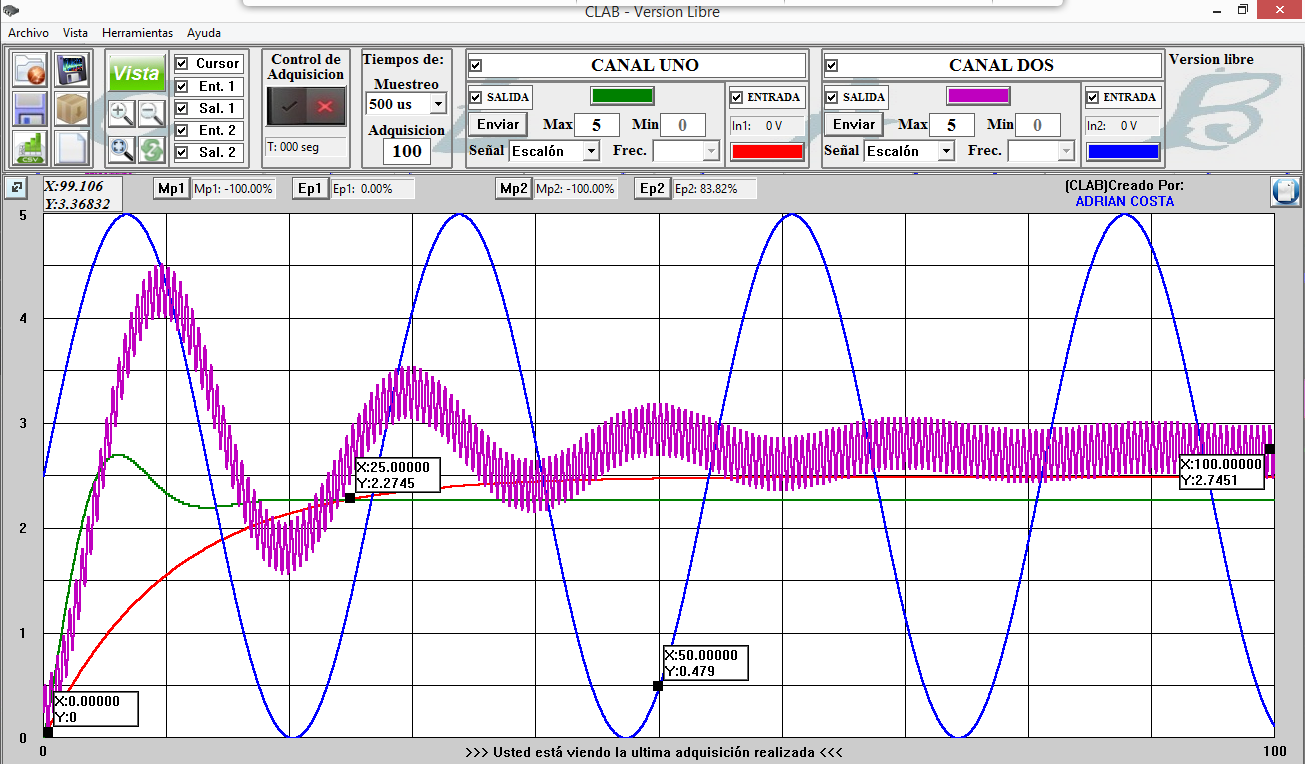 CLAB - Version Libre
Archivo Vista Herramientas Ayuda
Vista
Cursor
Ent. 1
Sal. 1
Ent. 2
Sal. 2
CSV
Control de
Adquisicion
T: 000 seg
Tiempos de:
Muestreo
500 us
Adquisicion
100
CANAL UNO
SALIDA
ENTRADA
Enviar Max 5 Min 0
In1: 0 V
Señal Escalón Frec.
CANAL DOS
SALIDA
ENTRADA
Enviar Max 5 Min 0
In2: 0 V
Señal Escalón Frec.
Version libre
X:99.106
Y:3.36832
Mp1 Mp1: -100.00% Ep1 Ep1: 0.00% Mp2 Mp2: -100.00% Ep2 Ep2: 83.82%
(CLAB)Creado Por:
ADRIAN COSTA
5
4
3
X:25.00000
Y:2.2745
X:100.00000
Y:2.7451
2
1
X:50.00000
Y:0.479
X:0.00000
Y:0
0
0 100
>>> Usted está viendo la ultima adquisición realizada <<<